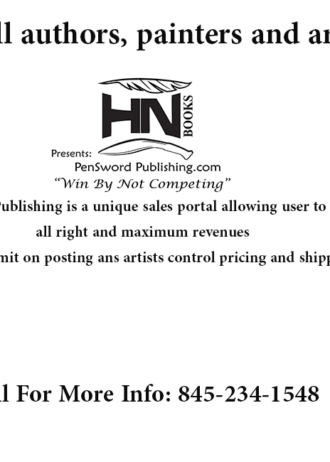 ll authors, painters and ar
HN
BOOKS
Presents:
PenSword Publishing.com
“Win By Not Competing”
Publishing is a unique sales portal allowing user to
all right and maximum revenues
mit on posting ans artists control pricing and shipp
ll For More Info: 845-234-1548